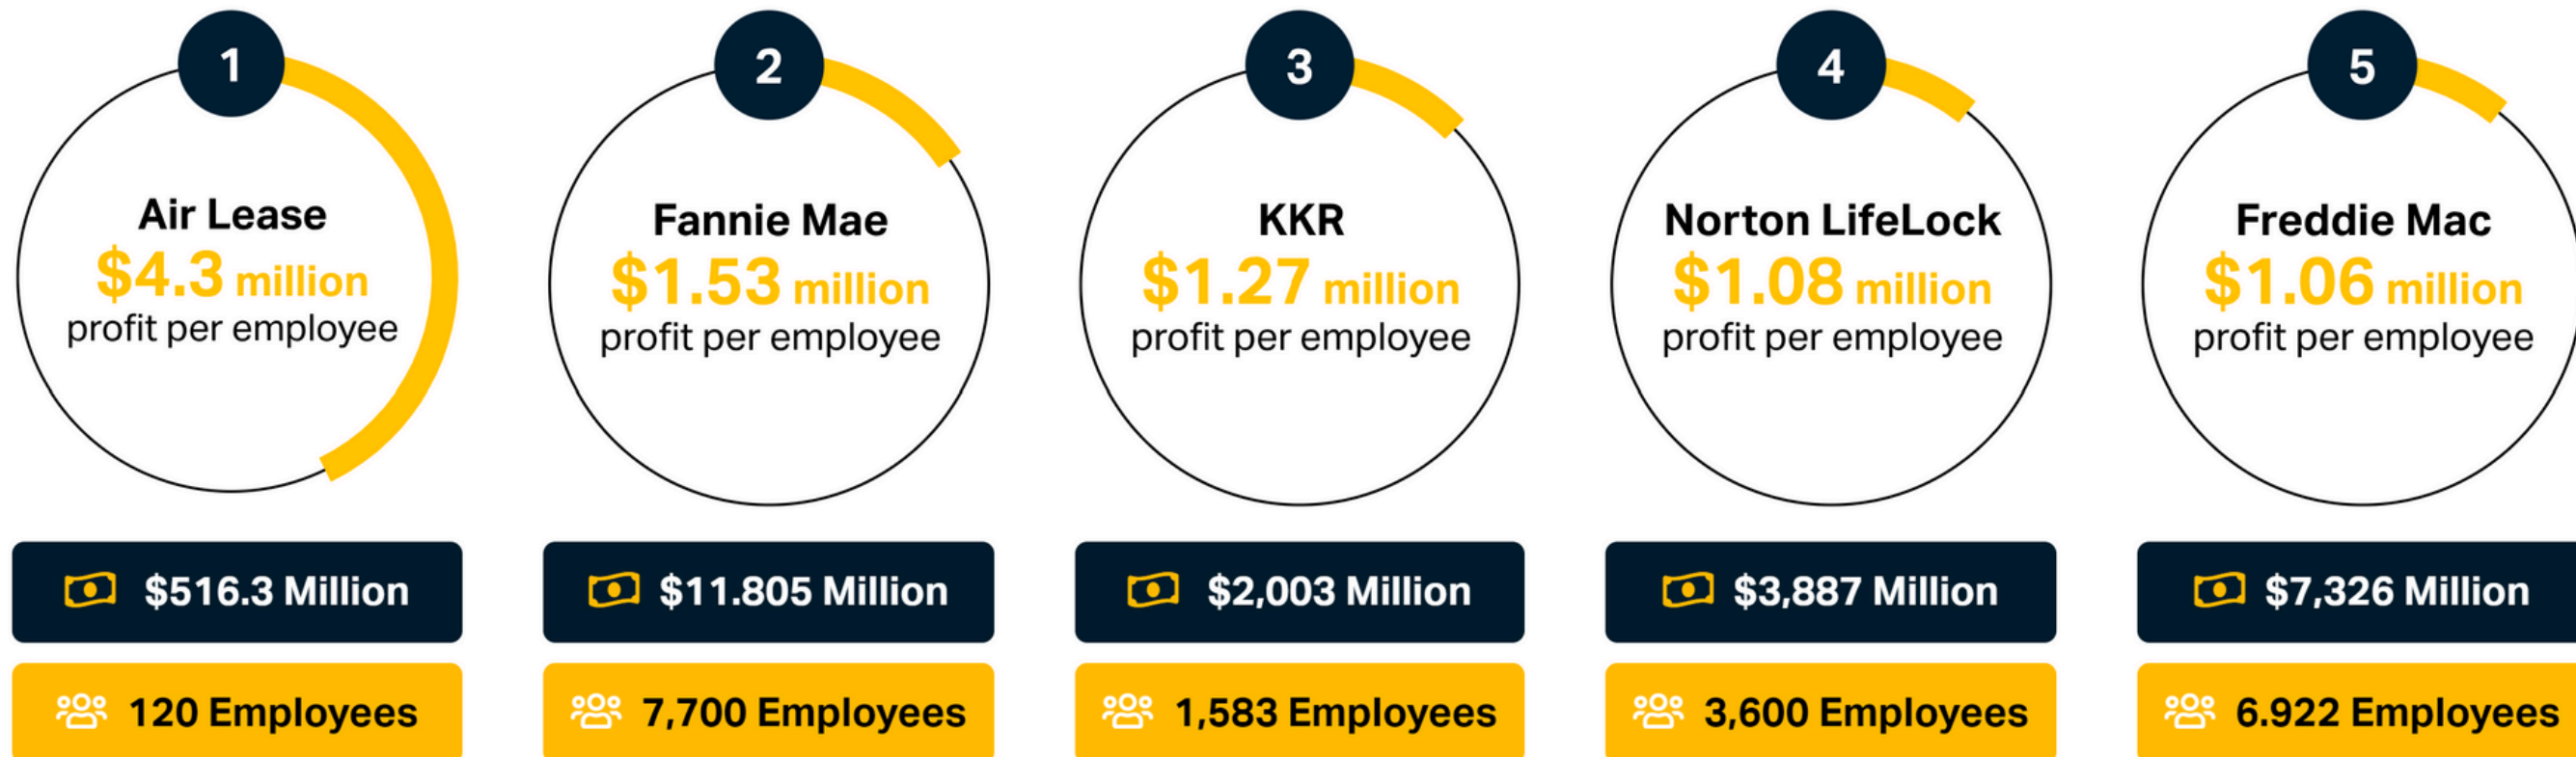 1
Air Lease
$4.3 million
profit per employee
$516.3 Million
120 Employees
2
Fannie Mae
$1.53 million
profit per employee
$11.805 Million
7,700 Employees
3
KKR
$1.27 million
profit per employee
$2,003 Million
1,583 Employees
4
Norton LifeLock
$1.08 million
profit per employee
$3,887 Million
3,600 Employees
5
Freddie Mac
$1.06 million
profit per employee
$7,326 Million
6.922 Employees